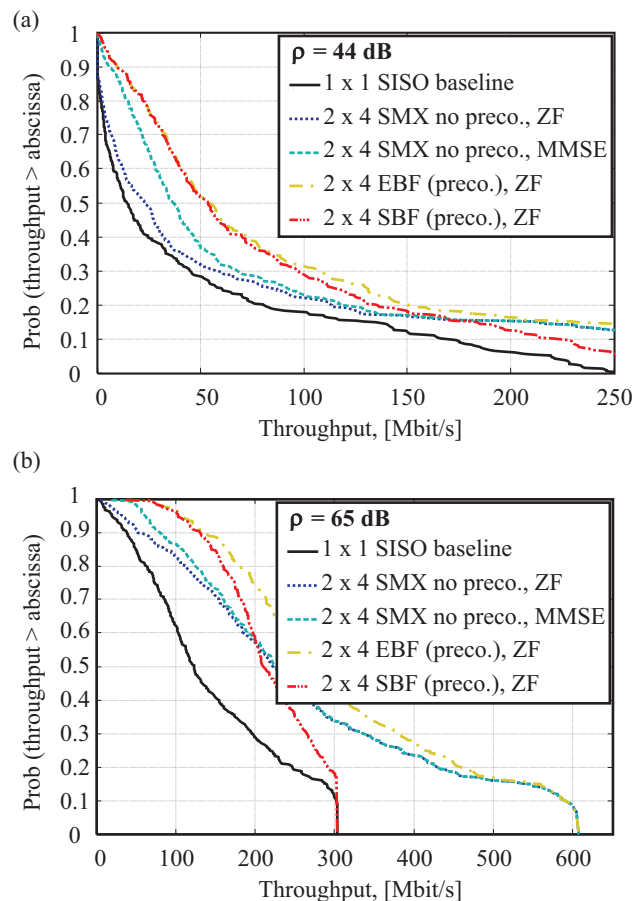 (a)
ρ = 44 dB
1 x 1 SISO baseline
2 x 4 SMX no preco., ZF
2 x 4 SMX no preco., MMSE
2 x 4 EBF (preco.), ZF
2 x 4 SBF (preco.), ZF
Prob (throughput > abscissa)
1
0.9
0.8
0.7
0.6
0.5
0.4
0.3
0.2
0.1
0
0 50 100 150 200 250
Throughput, [Mbit/s]
(b)
ρ = 65 dB
1 x 1 SISO baseline
2 x 4 SMX no preco., ZF
2 x 4 SMX no preco., MMSE
2 x 4 EBF (preco.), ZF
2 x 4 SBF (preco.), ZF
Prob (throughput > abscissa)
1
0.9
0.8
0.7
0.6
0.5
0.4
0.3
0.2
0.1
0
0 100 200 300 400 500 600
Throughput, [Mbit/s]